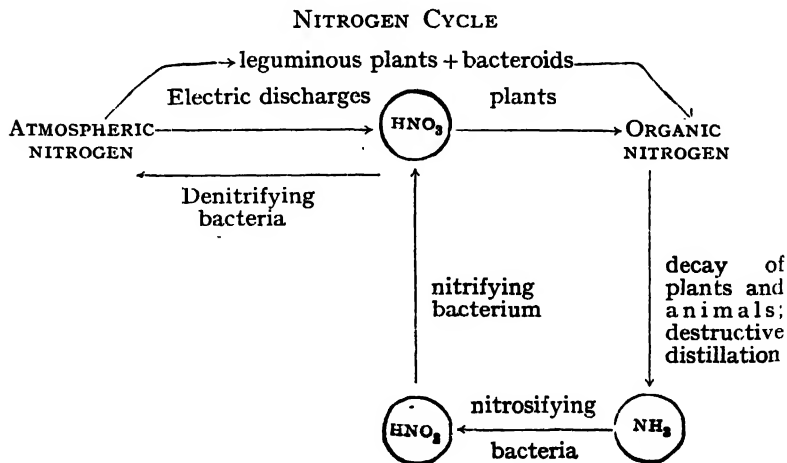 NITROGEN CYCLE
leguminous plants + bacteroids
Electric discharges
plants
ATMOSPHERIC
NITROGEN
HNO₃
ORGANIC
NITROGEN
Denitrifying
bacteria
nitrifying
bacterium
decay of
plants and
animals;
destructive
distillation
HNO₂
nitrosifying
bacteria
NH₃